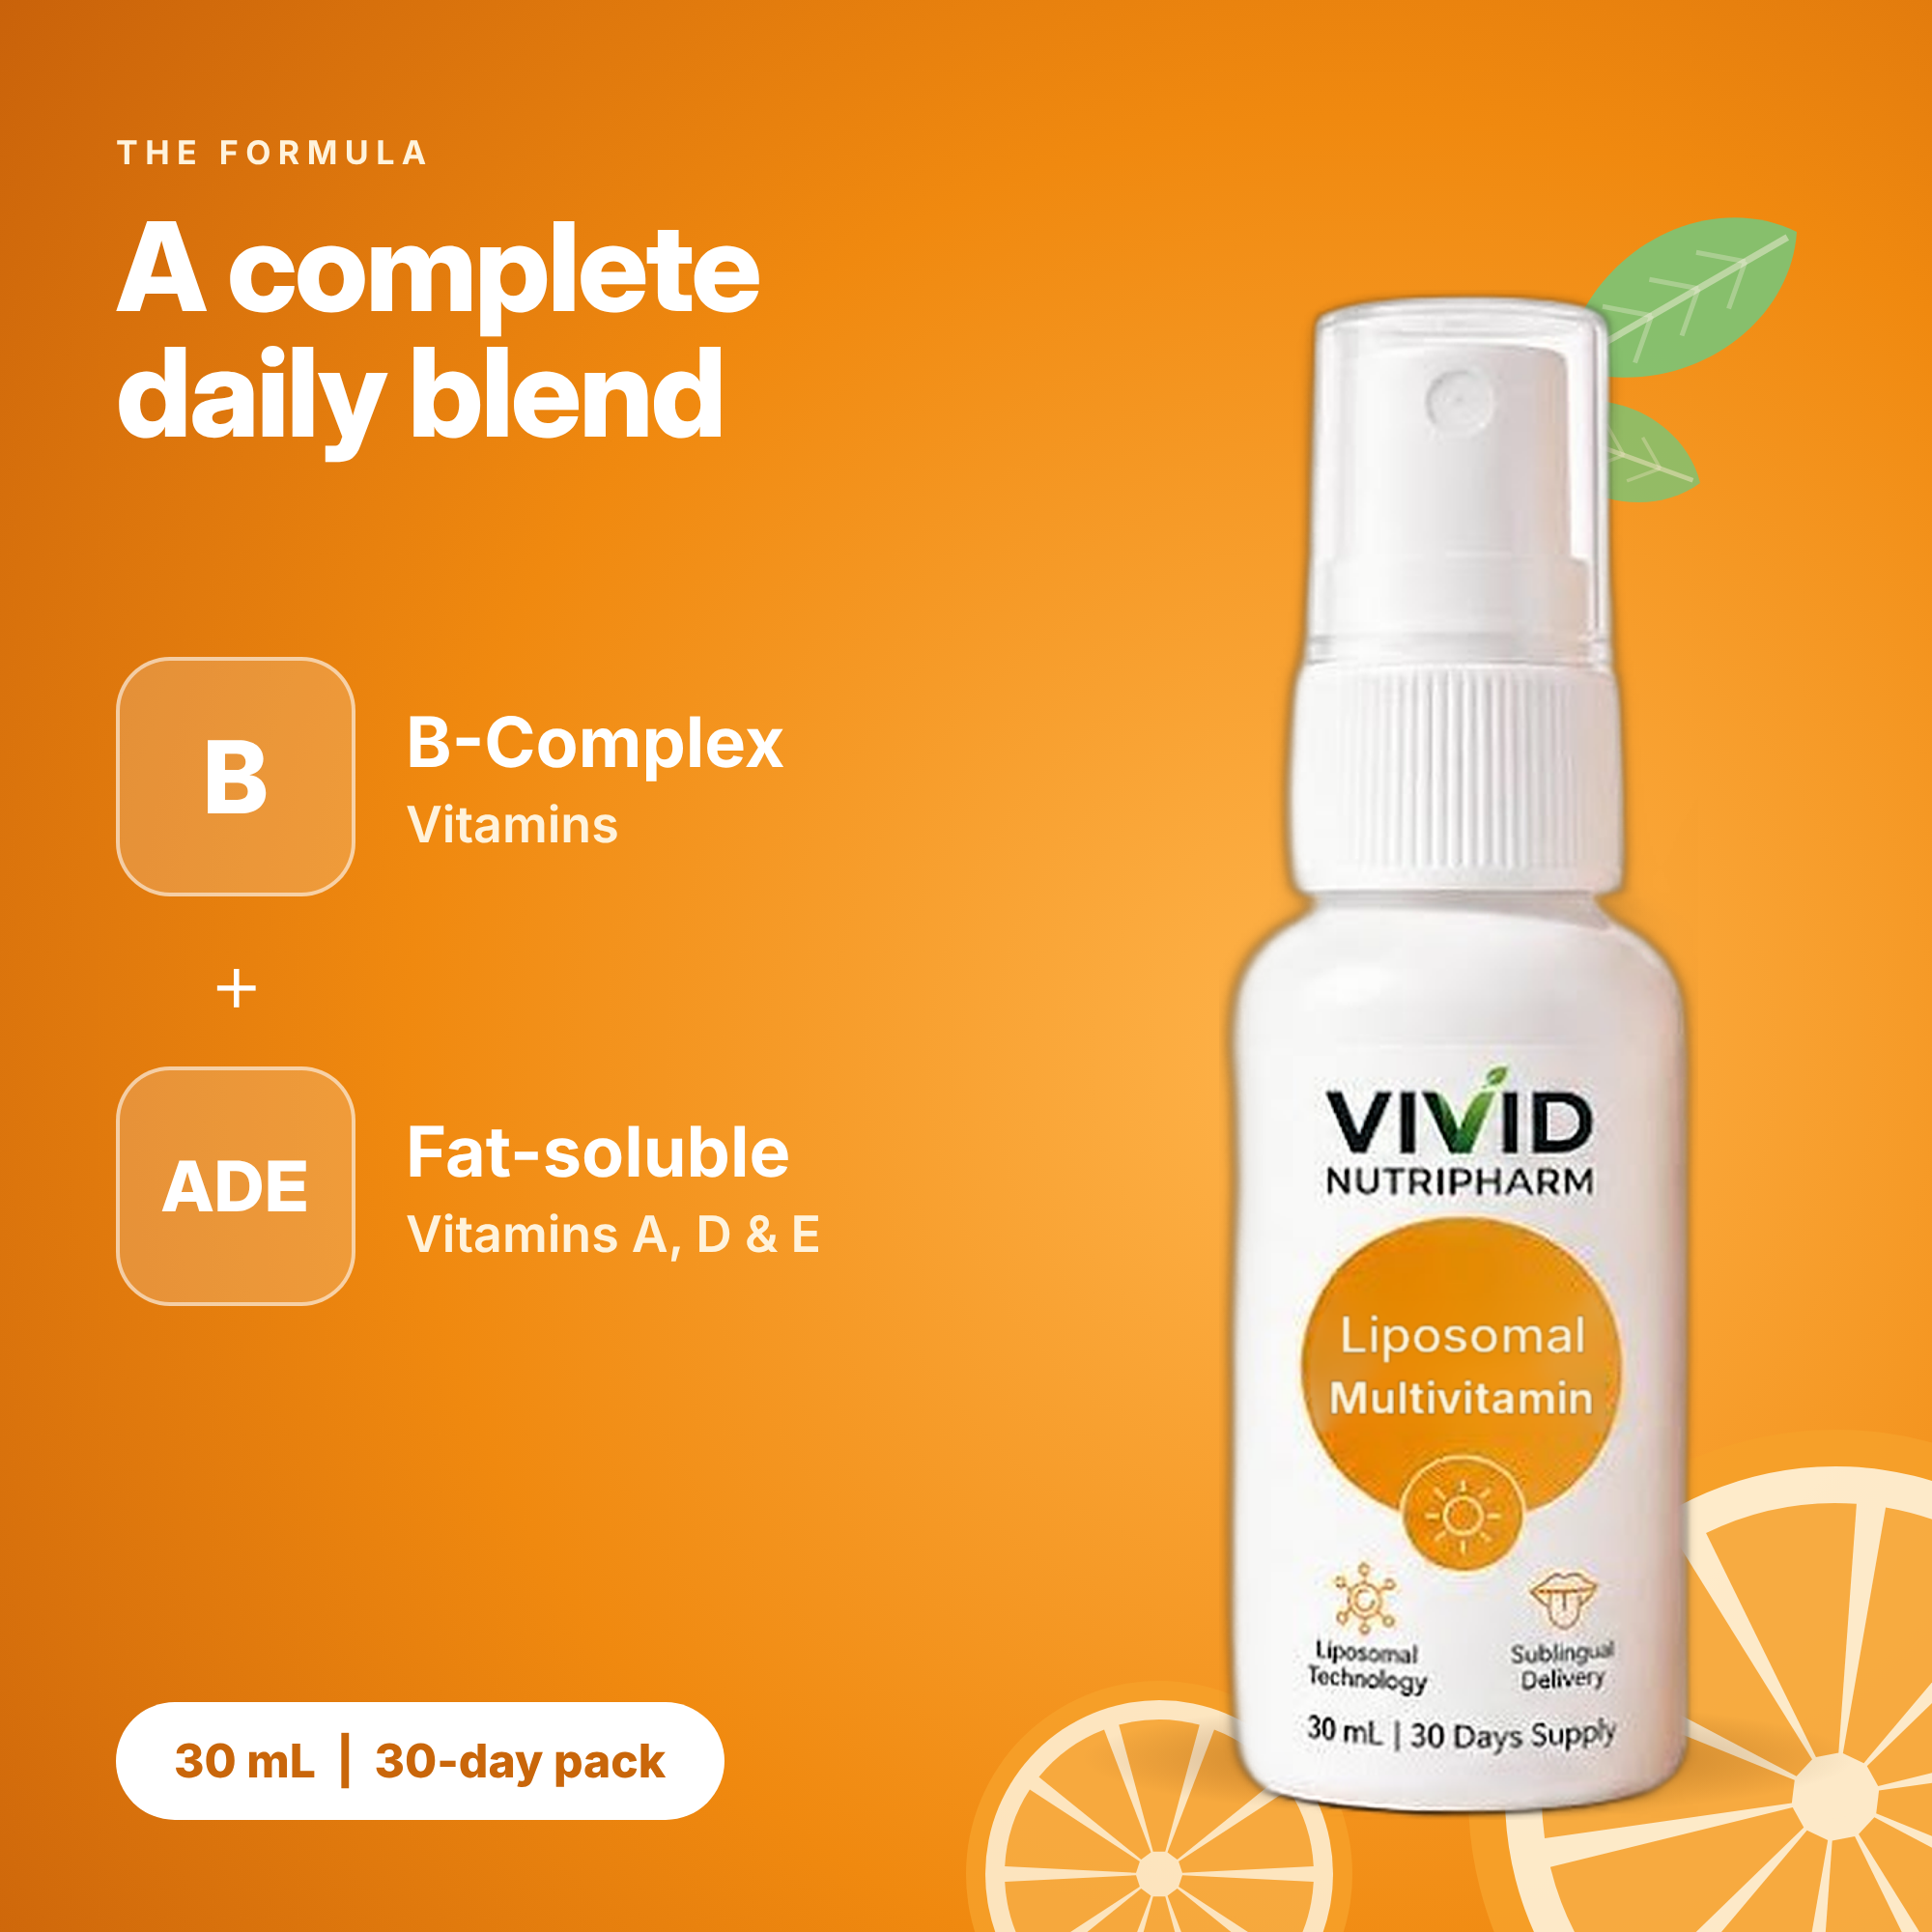 THE FORMULA
A complete
daily blend
B
B-Complex
Vitamins
+
ADE
Fat-soluble
Vitamins A, D & E
30 mL | 30-day pack
VIVID
NUTRIPHARM
Liposomal
Multivitamin
Liposomal
Technology
Sublingual
Delivery
30 mL | 30 Days Supply